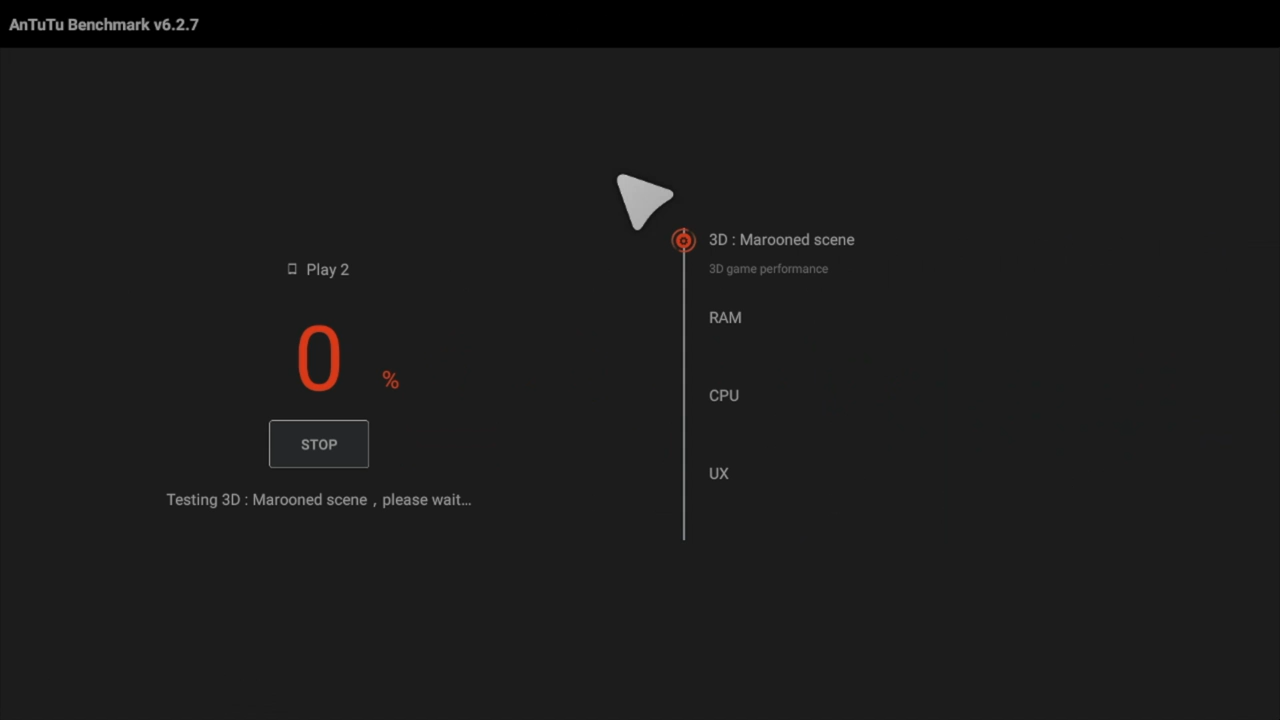 AnTuTu Benchmark v6.2.7
Play 2
0 %
STOP
Testing 3D : Marooned scene , please wait...
3D : Marooned scene
3D game performance
RAM
CPU
UX